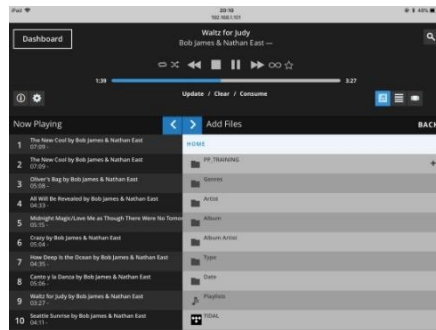 iPad
20:10
192.168.1.101
48%
Dashboard
Waltz for Judy
Bob James & Nathan East —
1:39
3:27
Update / Clear / Consume
Now Playing
Add Files
BACK
HOME
1 The New Cool by Bob James & Nathan East
07:09 -
2 The New Cool by Bob James & Nathan East
07:09 -
3 Oliver's Bag by Bob James & Nathan East
05:08 -
4 All Will Be Revealed by Bob James & Nathan East
04:33 -
5 Midnight Magic/Love Me as Though There Were No Tomor
05:15 -
6 Crazy by Bob James & Nathan East
05:04 -
7 How Deep Is the Ocean by Bob James & Nathan East
04:35 -
8 Canto y la Danza by Bob James & Nathan East
05:06 -
9 Waltz for Judy by Bob James & Nathan East
03:27 -
10 Seattle Sunrise by Bob James & Nathan East
04:11 -
PP_TRAINING
Genres
Artist
Album
Album Artist
Type
Date
Playlists
TIDAL